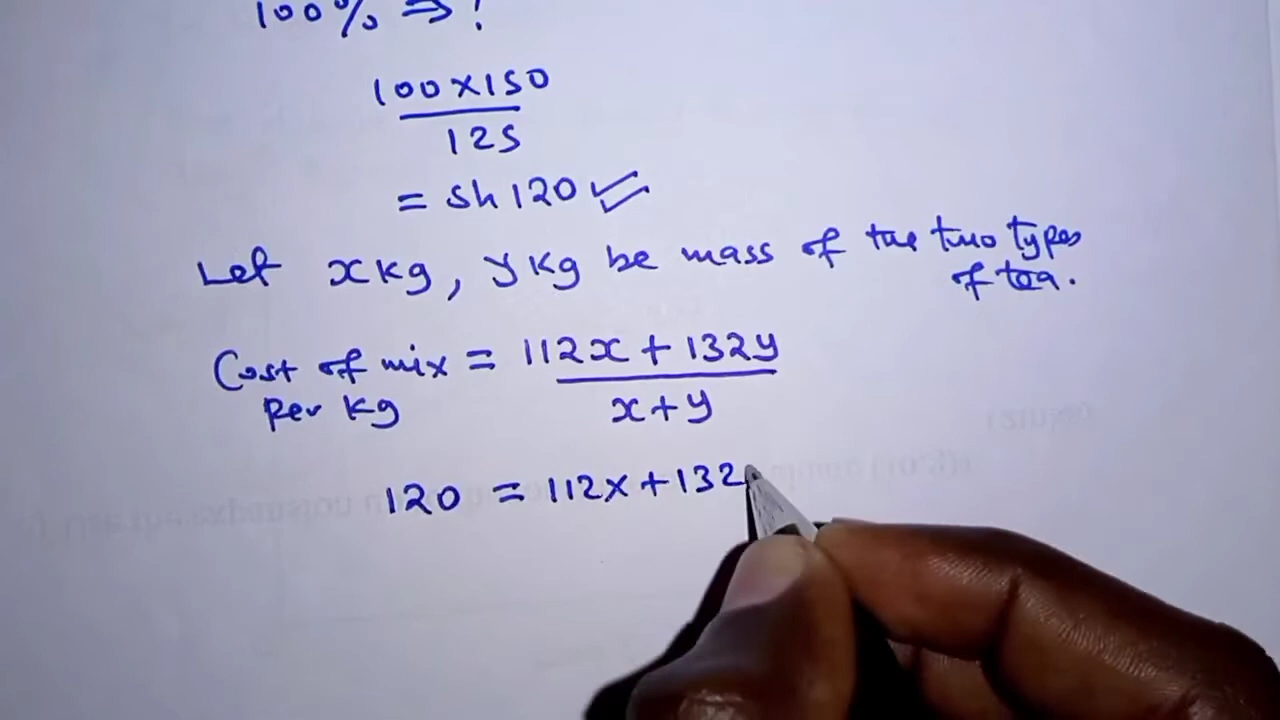 100% ⇒ ?
100×150
125
= Sh 120 ✓✓
Let x kg, y kg be mass of the two types
of tea.
Cost of mix = 112x + 132y
Per kg x+y
120 = 112x + 132